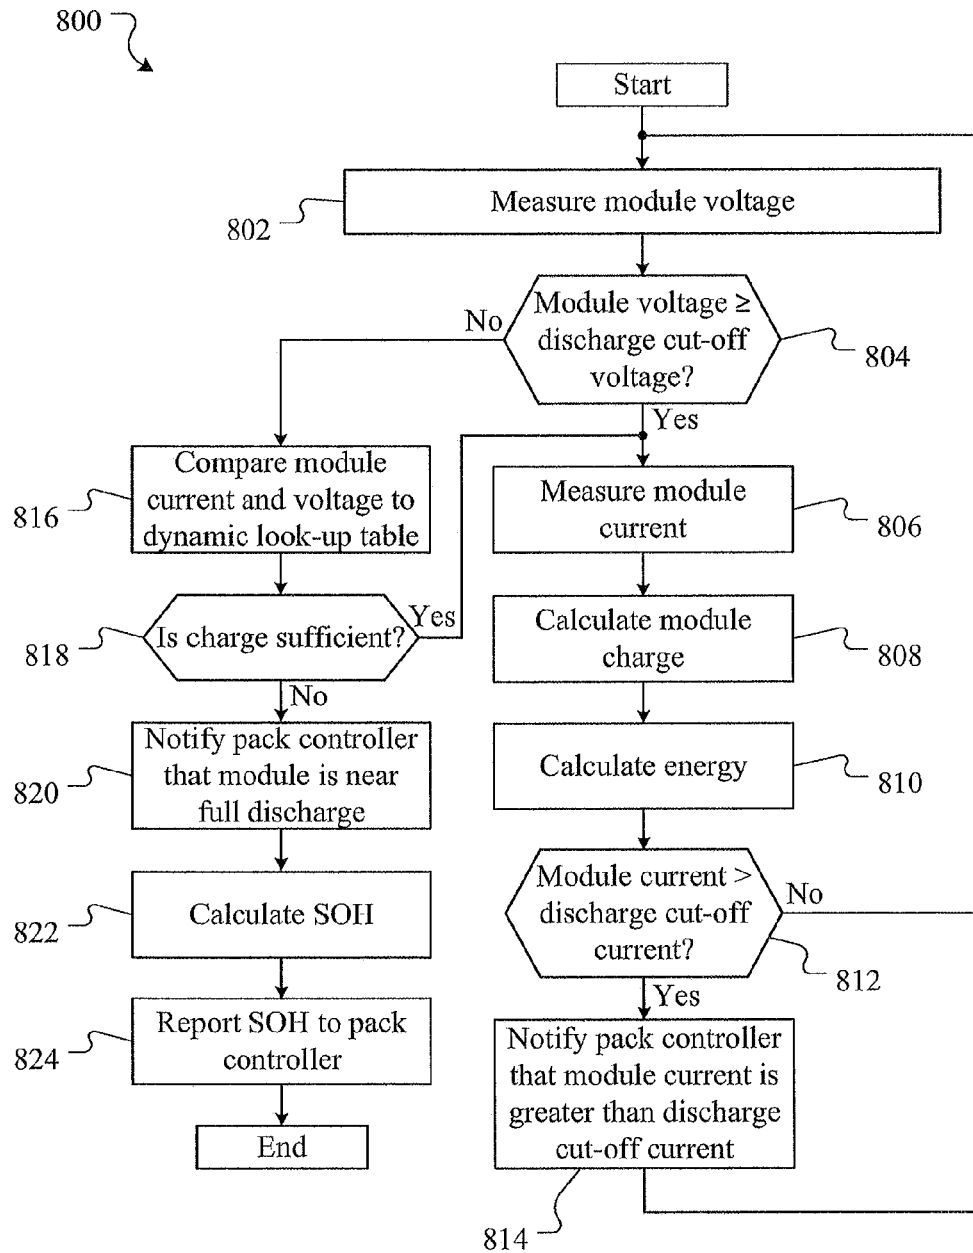 800
Start
Measure module voltage
802
Module voltage ≥
discharge cut-off
voltage?
804
No
Yes
Compare module
current and voltage to
dynamic look-up table
816
Measure module
current
806
Is charge sufficient?
818
Yes
No
Calculate module
charge
808
Notify pack controller
that module is near
full discharge
820
Calculate energy
810
Calculate SOH
822
Module current >
discharge cut-off
current?
812
No
Yes
Report SOH to pack
controller
824
Notify pack controller
that module current is
greater than discharge
cut-off current
814
End